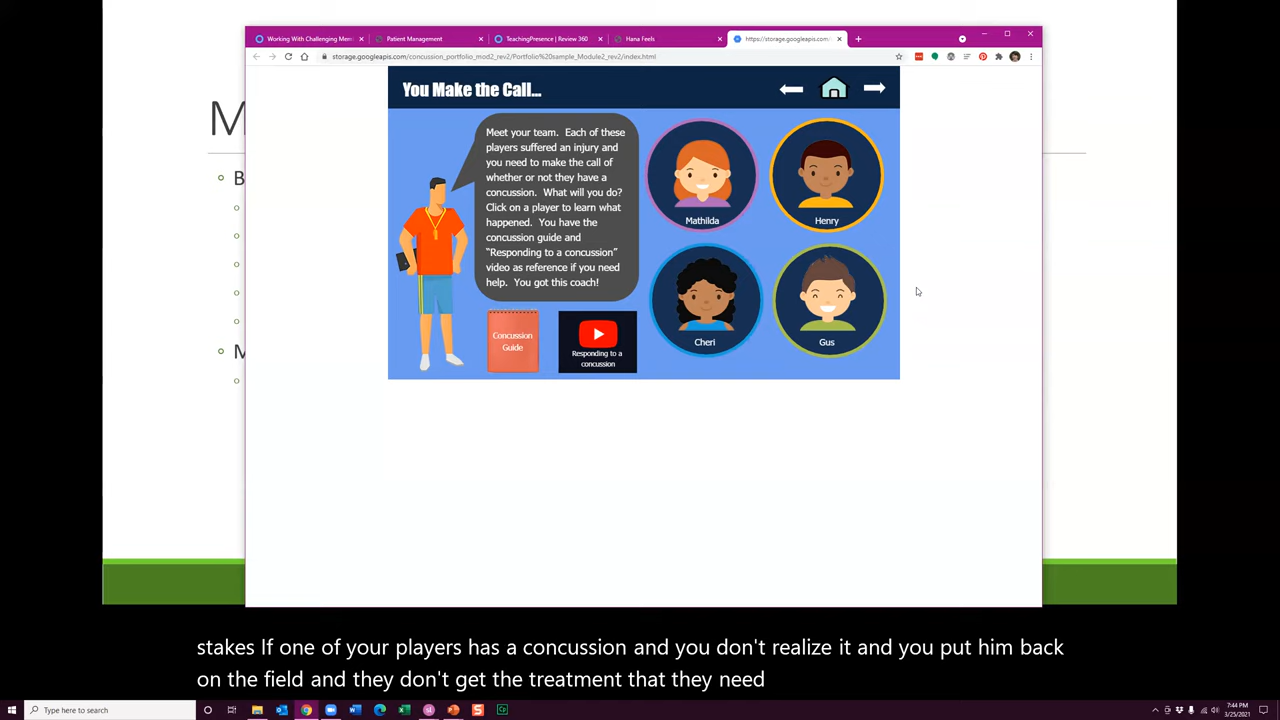 Working With Challenging Men
Patient Management
TeachingPresence | Review 360
Hana Feels
https://storage.googleapis.com/
storage.googleapis.com/concussion_portfolio_mod2_rev2/Portfolio%20sample_Module2_rev2/index.html
M
B
M
You Make the Call...
Meet your team. Each of these
players suffered an injury and
you need to make the call of
whether or not they have a
concussion. What will you do?
Click on a player to learn what
happened. You have the
concussion guide and
“Responding to a concussion”
video as reference if you need
help. You got this coach!
Mathilda
Henry
Cheri
Gus
Concussion
Guide
Responding to a
concussion
stakes If one of your players has a concussion and you don't realize it and you put him back
on the field and they don't get the treatment that they need
Type here to search
7:44 PM
3/25/2021